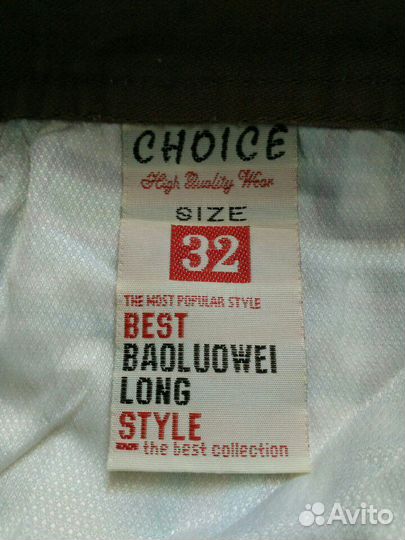 CHOICE
High Quality Wear
SIZE
32
THE MOST POPULAR STYLE
BEST
BAOLUOWEI
LONG
STYLE
the best collection
Avito